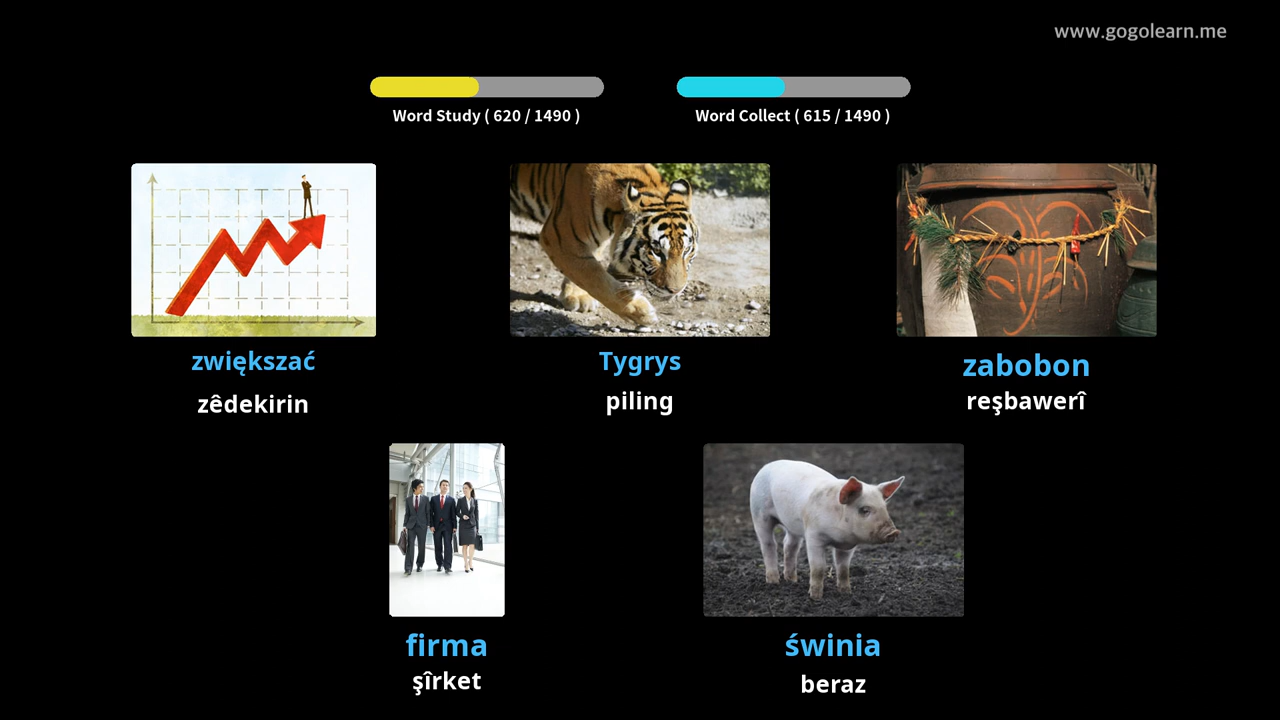 www.gogolearn.me
Word Study ( 620 / 1490 )
Word Collect ( 615 / 1490 )
zwiększać
zêdekirin
Tygrys
piling
zabobon
reşbawerî
firma
şîrket
świnia
beraz